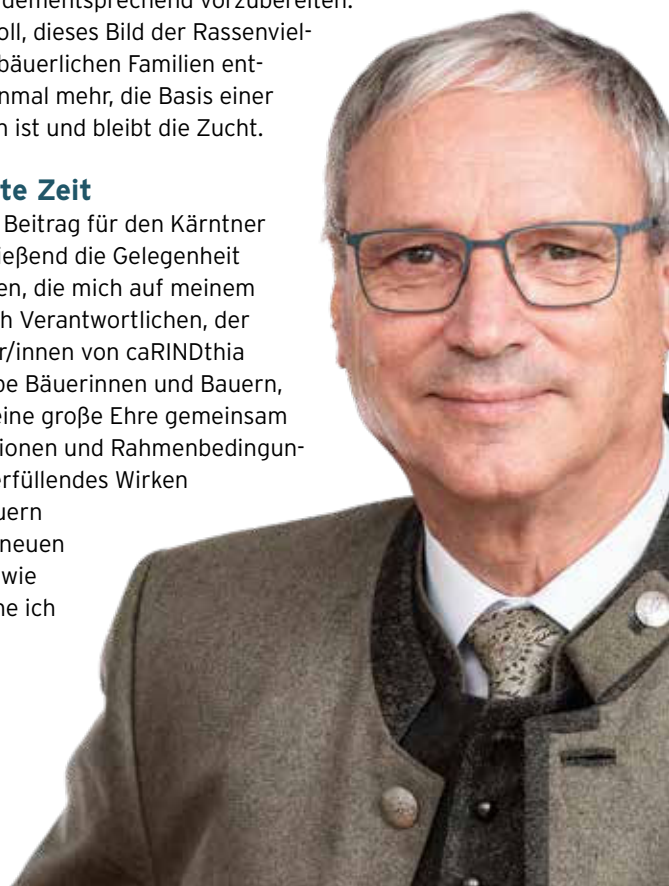 dementsprechend vorzubereiten.
oll, dieses Bild der Rassenviel-
bäuerlichen Familien ent-
nmal mehr, die Basis einer
n ist und bleibt die Zucht.
te Zeit
Beitrag für den Kärntner
ießend die Gelegenheit
en, die mich auf meinem
h Verantwortlichen, der
r/innen von caRINDthia
be Bäuerinnen und Bauern,
eine große Ehre gemeinsam
ionen und Rahmenbedingun-
erfüllendes Wirken
uern
neuen
wie
ne ich